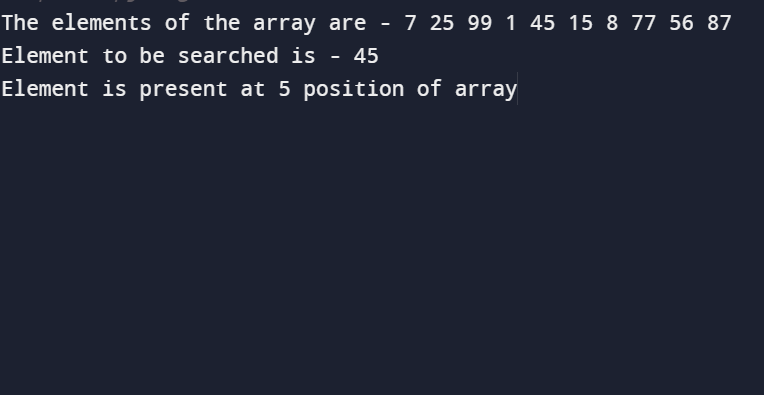 The elements of the array are - 7 25 99 1 45 15 8 77 56 87
Element to be searched is - 45
Element is present at 5 position of array